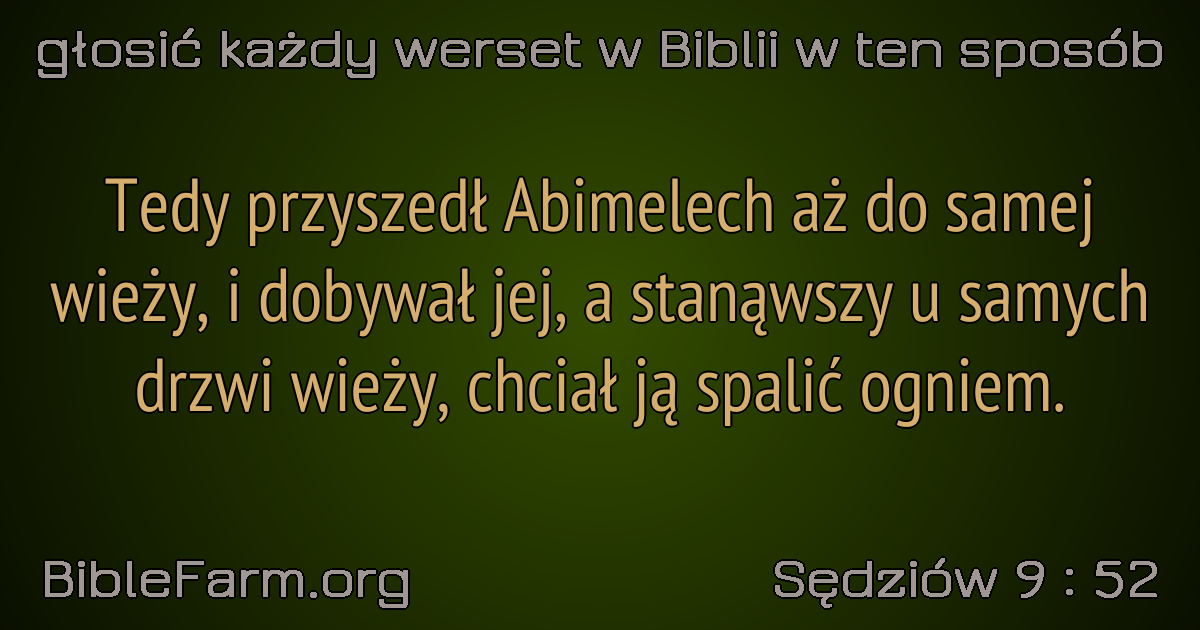 głosić każdy werset w Biblii w ten sposób
Tedy przyszedł Abimelech aż do samej
wieży, i dobywał jej, a stanąwszy u samych
drzwi wieży, chciał ją spalić ogniem.
BibleFarm.org
Sędziów 9 : 52